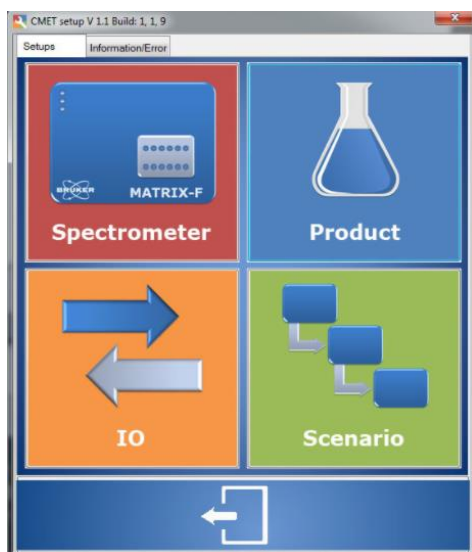 CMET setup V 1.1 Build: 1, 1, 9
Setups Information/Error
BRUKER MATRIX-F
Spectrometer
Product
IO
Scenario